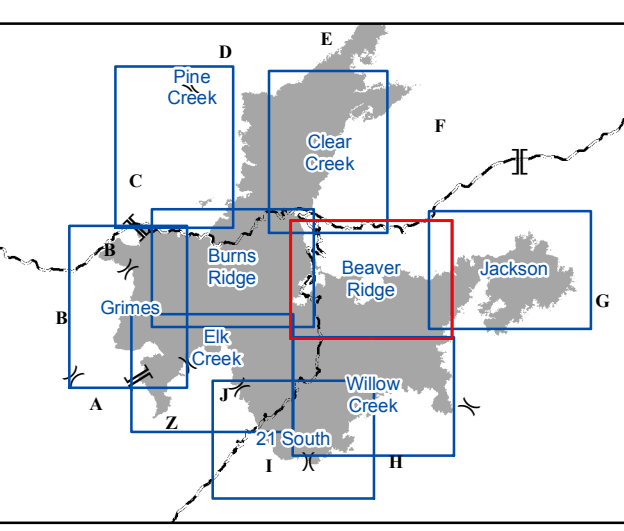 E
D
Pine
Creek
F
Clear
Creek
C
B
Burns
Ridge
Beaver
Ridge
Jackson
G
Grimes
B
Elk
Creek
J
Willow
Creek
A
Z
21 South
I
H